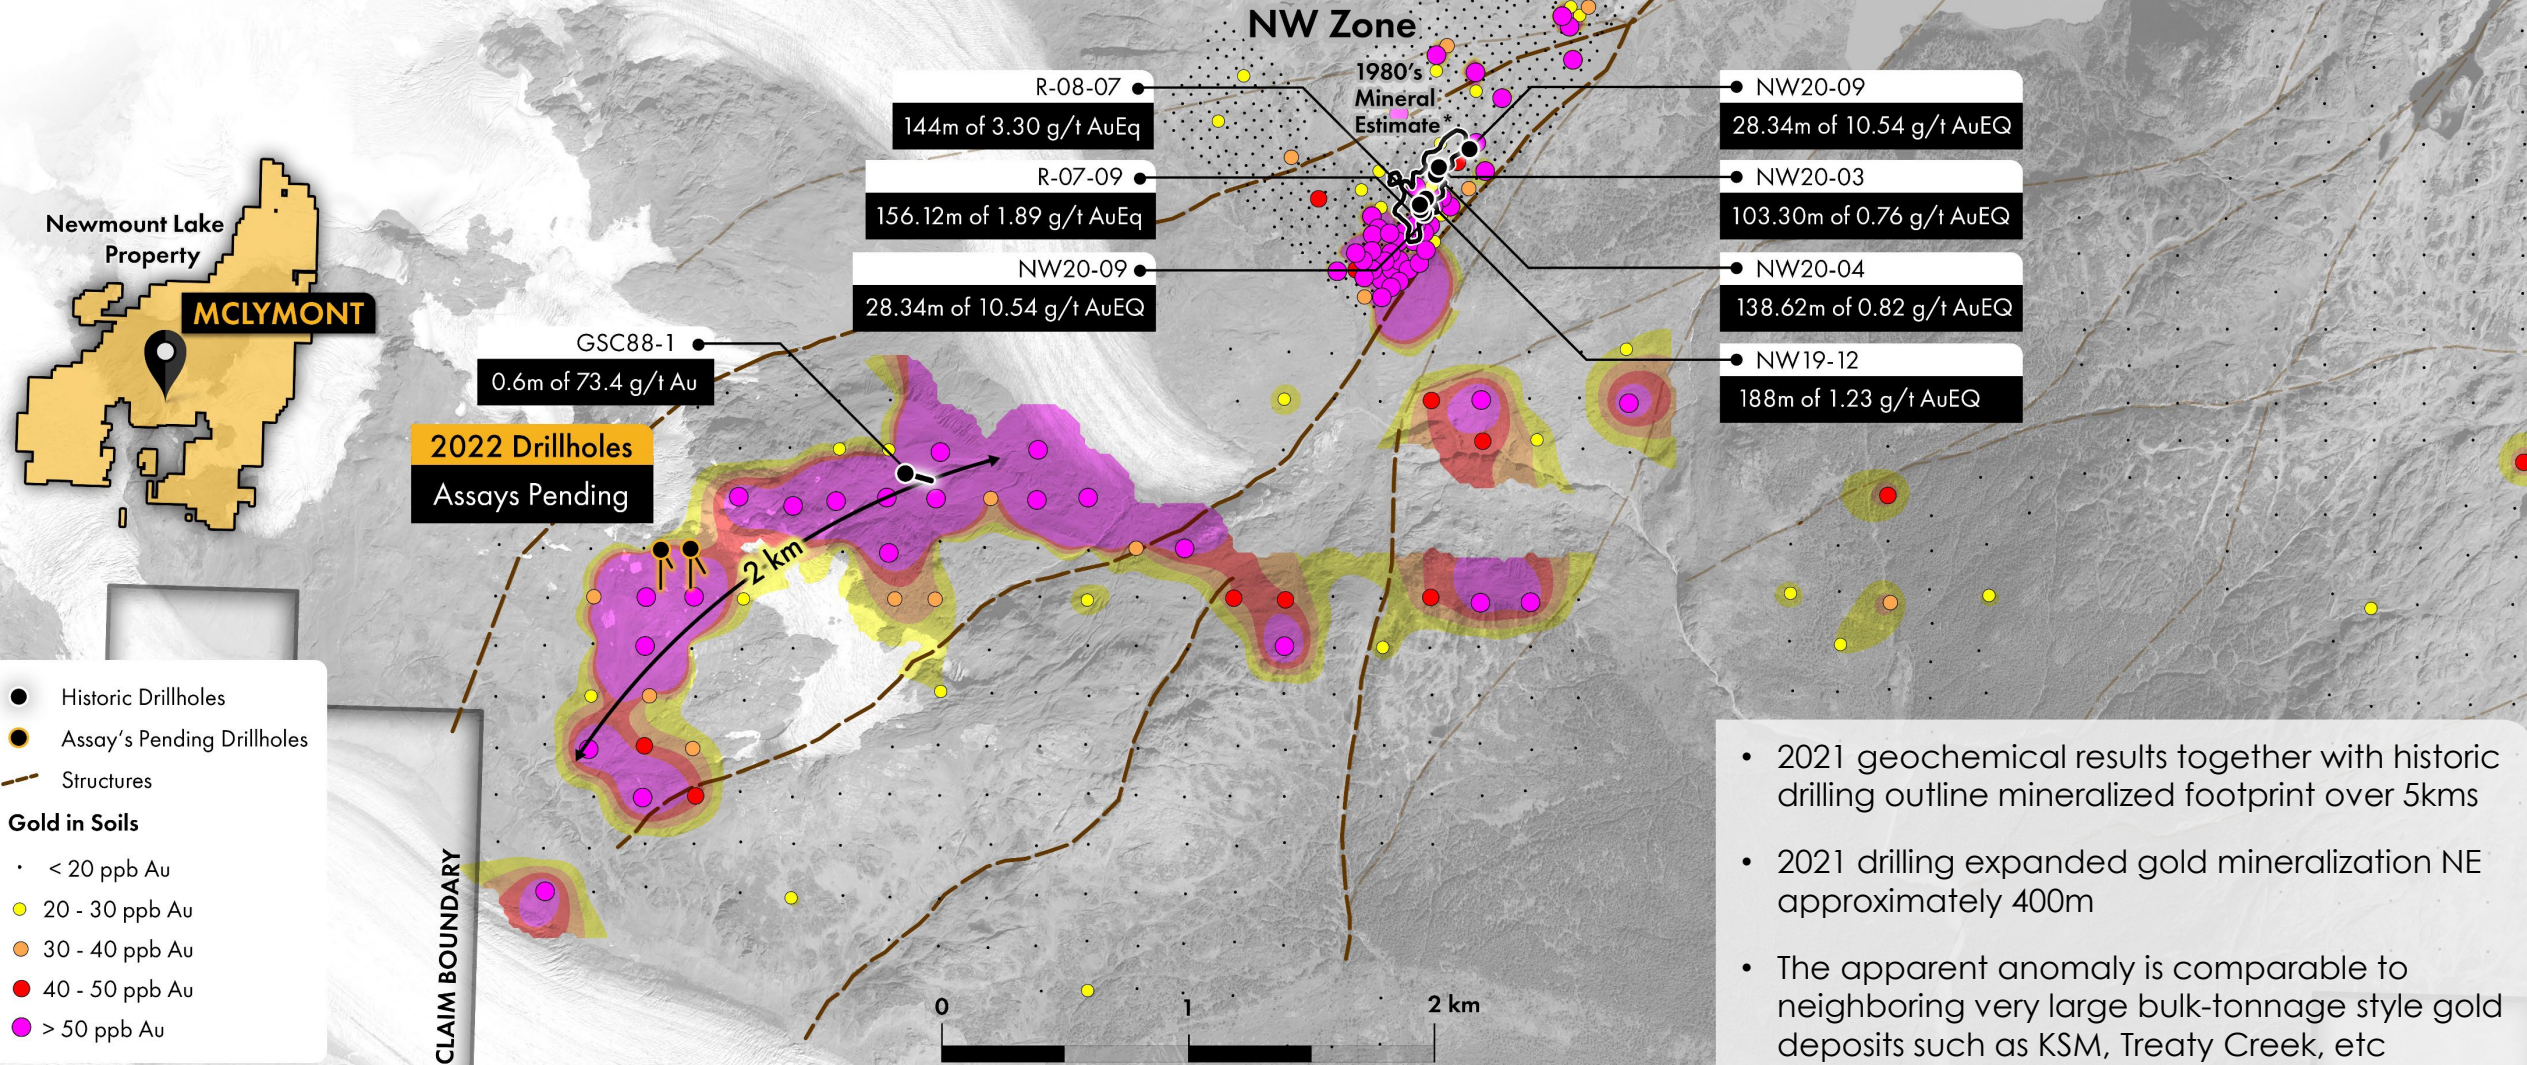 NW Zone
1980's
Mineral
Estimate*
R-08-07
144m of 3.30 g/t AuEq
R-07-09
156.12m of 1.89 g/t AuEq
NW20-09
28.34m of 10.54 g/t AuEQ
GSC88-1
0.6m of 73.4 g/t Au
2022 Drillholes
Assays Pending
NW20-09
28.34m of 10.54 g/t AuEQ
NW20-03
103.30m of 0.76 g/t AuEQ
NW20-04
138.62m of 0.82 g/t AuEQ
NW19-12
188m of 1.23 g/t AuEQ
Newmount Lake
Property
MCLYMONT
2 km
Historic Drillholes
Assay's Pending Drillholes
Structures
Gold in Soils
< 20 ppb Au
20 - 30 ppb Au
30 - 40 ppb Au
40 - 50 ppb Au
> 50 ppb Au
CLAIM BOUNDARY
0 1 2 km
• 2021 geochemical results together with historic
drilling outline mineralized footprint over 5kms
• 2021 drilling expanded gold mineralization NE
approximately 400m
• The apparent anomaly is comparable to
neighboring very large bulk-tonnage style gold
deposits such as KSM, Treaty Creek, etc